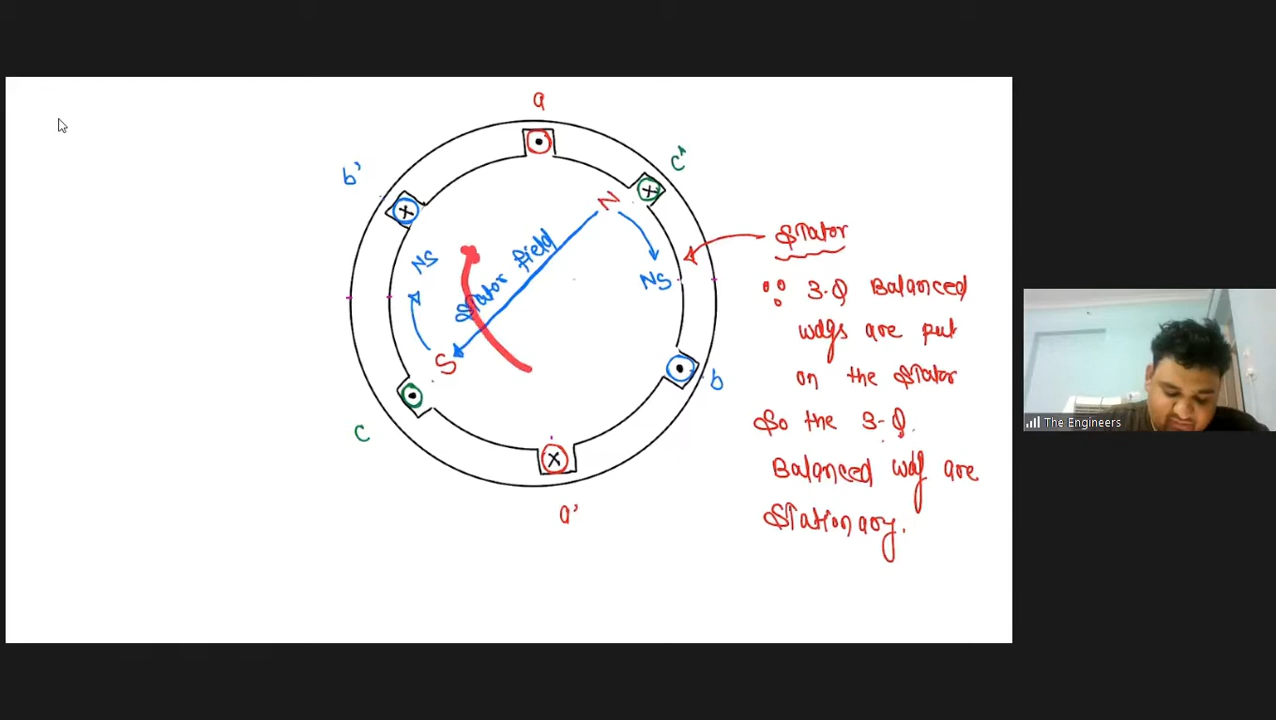 a
c'
b'
N
Stator
Stator field
NS
NS
∵ 3-Φ Balanced
wdgs are put
on the Stator
So the 3-Φ
Balanced wdg are
Stationary.
S
b
c
a'
The Engineers